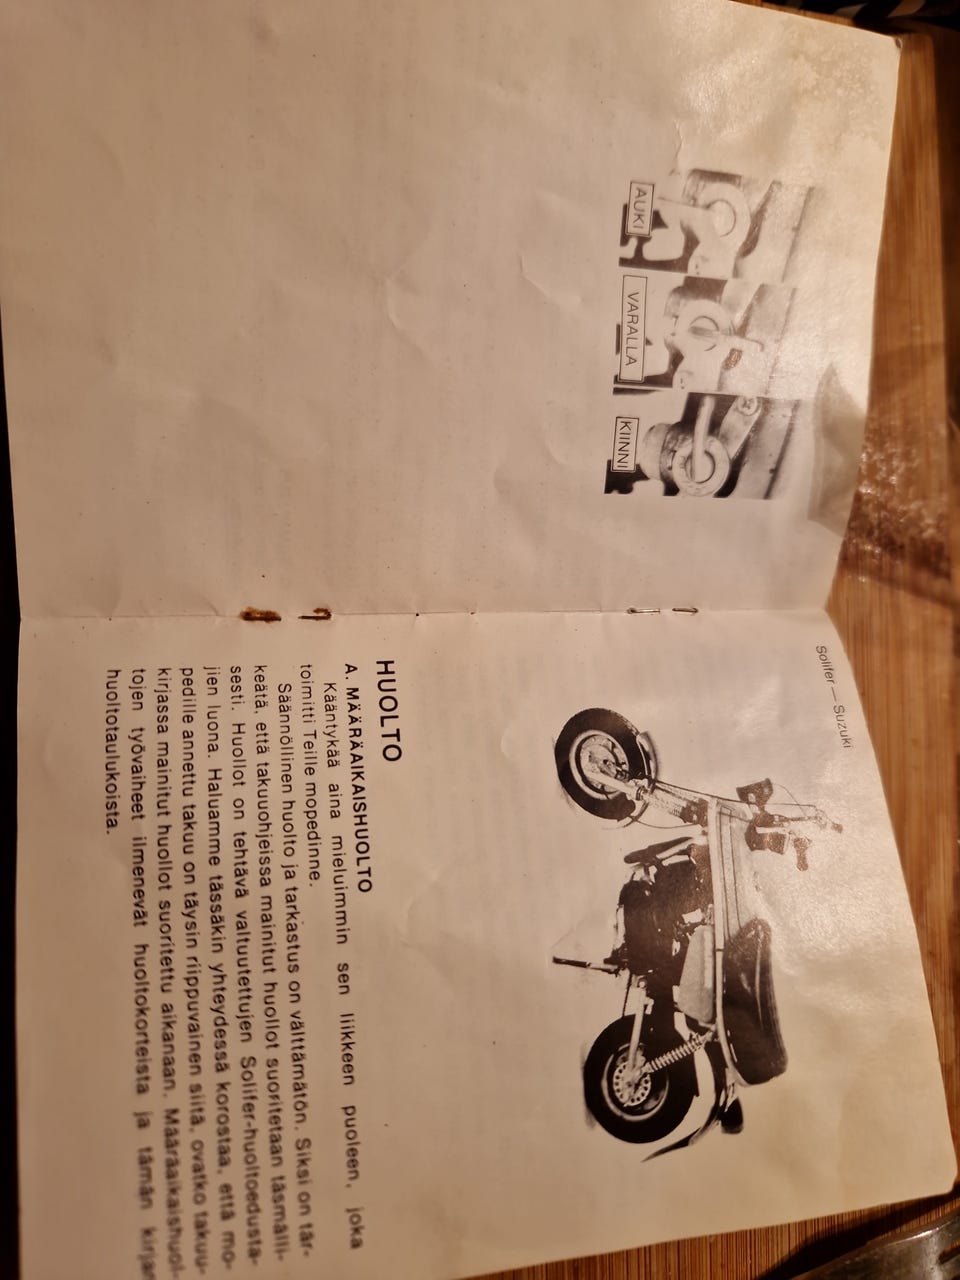 AUKI
VARALLA
KIINNI
Solifer — Suzuki
HUOLTO
A. MÄÄRÄAIKAISHUOLTO
Kääntykää aina mieluimmin sen liikkeen puoleen, joka
toimitti Teille mopedinne.
Säännöllinen huolto ja tarkastus on välttämätön. Siksi on tär-
keätä, että takuuohjeissa mainitut huollot suoritetaan täsmälli-
sesti. Huollot on tehtävä valtuutettujen Solifer-huoltoedusta-
jien luona. Haluamme tässäkin yhteydessä korostaa, että mo-
pedille annettu takuu on täysin riippuvainen siitä, ovatko takuu-
kirjassa mainitut huollot suoritettu aikanaan. Määräaikaishuol-
tojen työvaiheet ilmenevät huoltokorteista ja tämän kirjan
huoltotaulukoista.